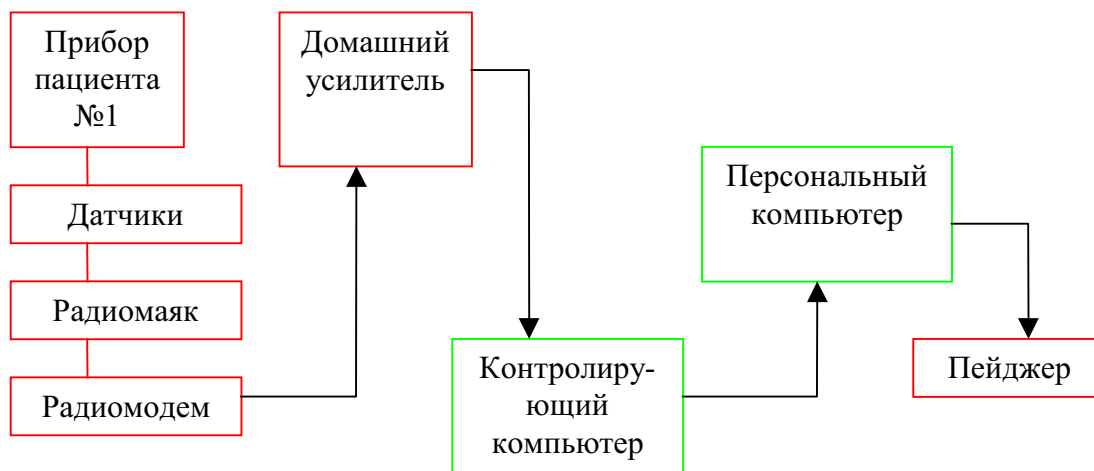 Прибор
пациента
№1
Датчики
Радиомаяк
Радиомодем
Домашний
усилитель
Контролиру-
ющий
компьютер
Персональный
компьютер
Пейджер